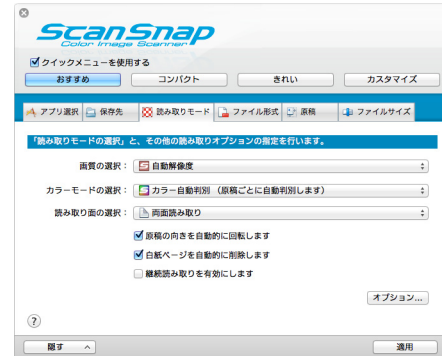 ScanSnap
Color Image Scanner
クイックメニューを使用する
おすすめ コンパクト きれい カスタマイズ
アプリ選択 保存先 読み取りモード ファイル形式 原稿 ファイルサイズ
「読み取りモードの選択」と、その他の読み取りオプションの指定を行います。
画質の選択： 自動解像度
カラーモードの選択： カラー自動判別 （原稿ごとに自動判別します）
読み取り面の選択： 両面読み取り
原稿の向きを自動的に回転します
白紙ページを自動的に削除します
継続読み取りを有効にします
オプション...
?
隠す 適用